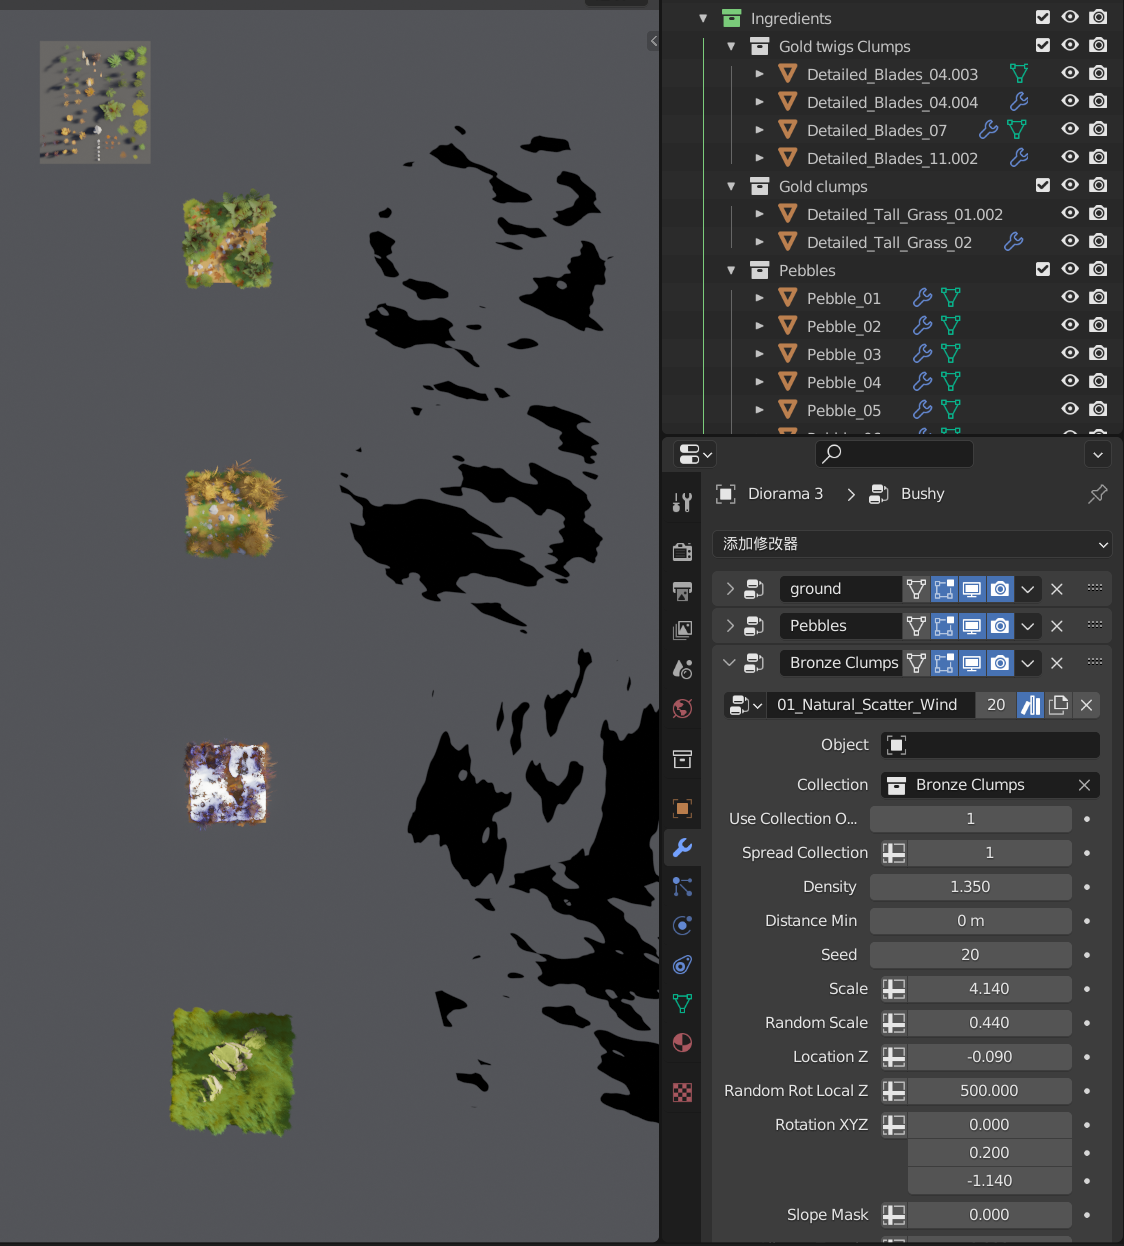 Ingredients
Gold twigs Clumps
Detailed_Blades_04.003
Detailed_Blades_04.004
Detailed_Blades_07
Detailed_Blades_11.002
Gold clumps
Detailed_Tall_Grass_01.002
Detailed_Tall_Grass_02
Pebbles
Pebble_01
Pebble_02
Pebble_03
Pebble_04
Pebble_05
Diorama 3
Bushy
添加修改器
ground
Pebbles
Bronze Clumps
01_Natural_Scatter_Wind 20
Object
Collection Bronze Clumps
Use Collection O... 1
Spread Collection 1
Density 1.350
Distance Min 0 m
Seed 20
Scale 4.140
Random Scale 0.440
Location Z -0.090
Random Rot Local Z 500.000
Rotation XYZ 0.000
0.200
-1.140
Slope Mask 0.000